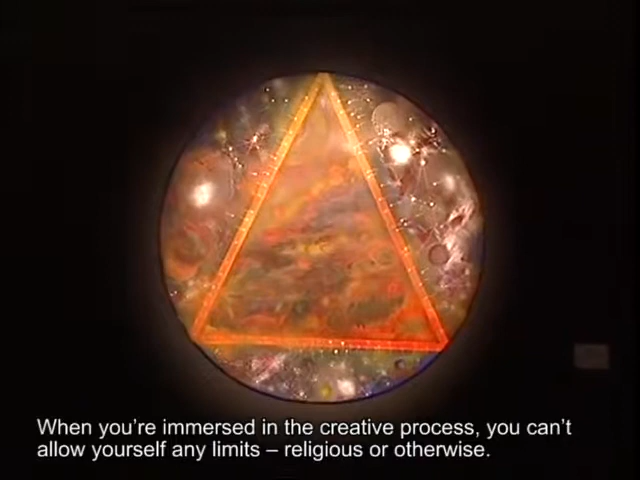 When you're immersed in the creative process, you can't
allow yourself any limits – religious or otherwise.